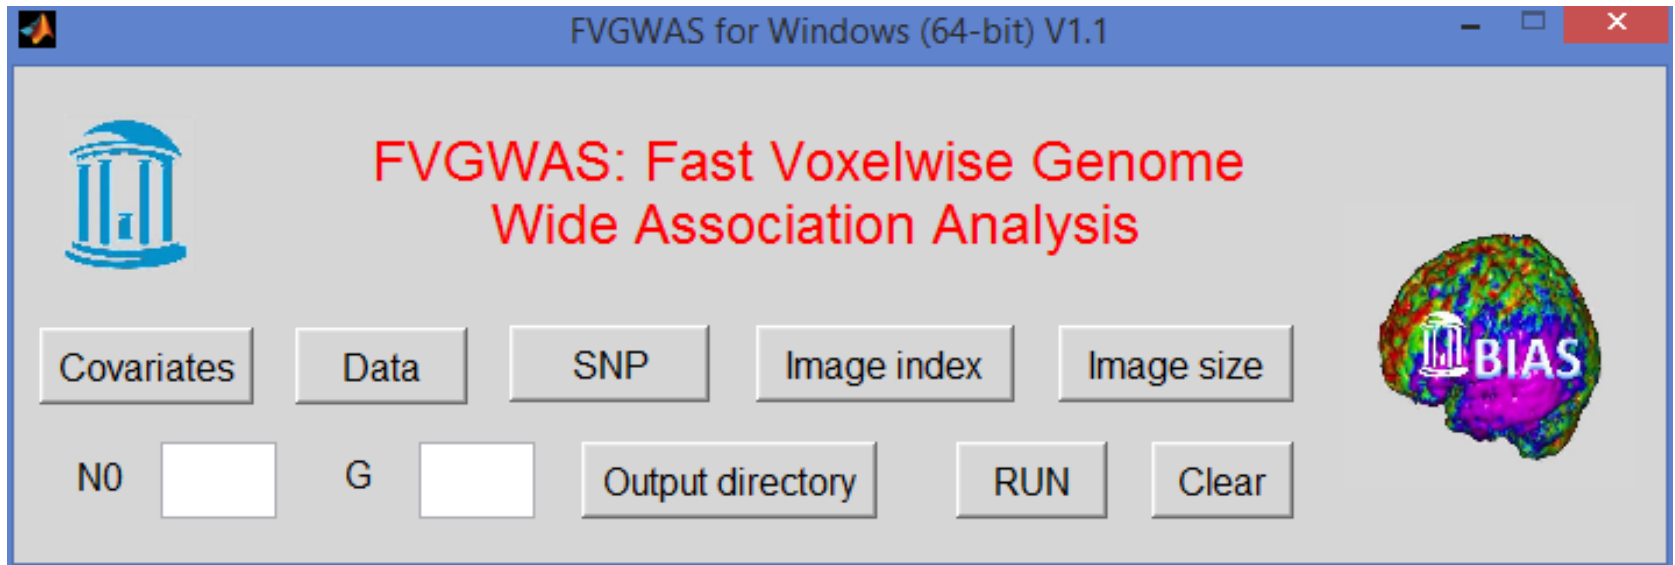 FVGWAS for Windows (64-bit) V1.1
FVGWAS: Fast Voxelwise Genome
Wide Association Analysis
Covariates
Data
SNP
Image index
Image size
BIAS
N0
G
Output directory
RUN
Clear